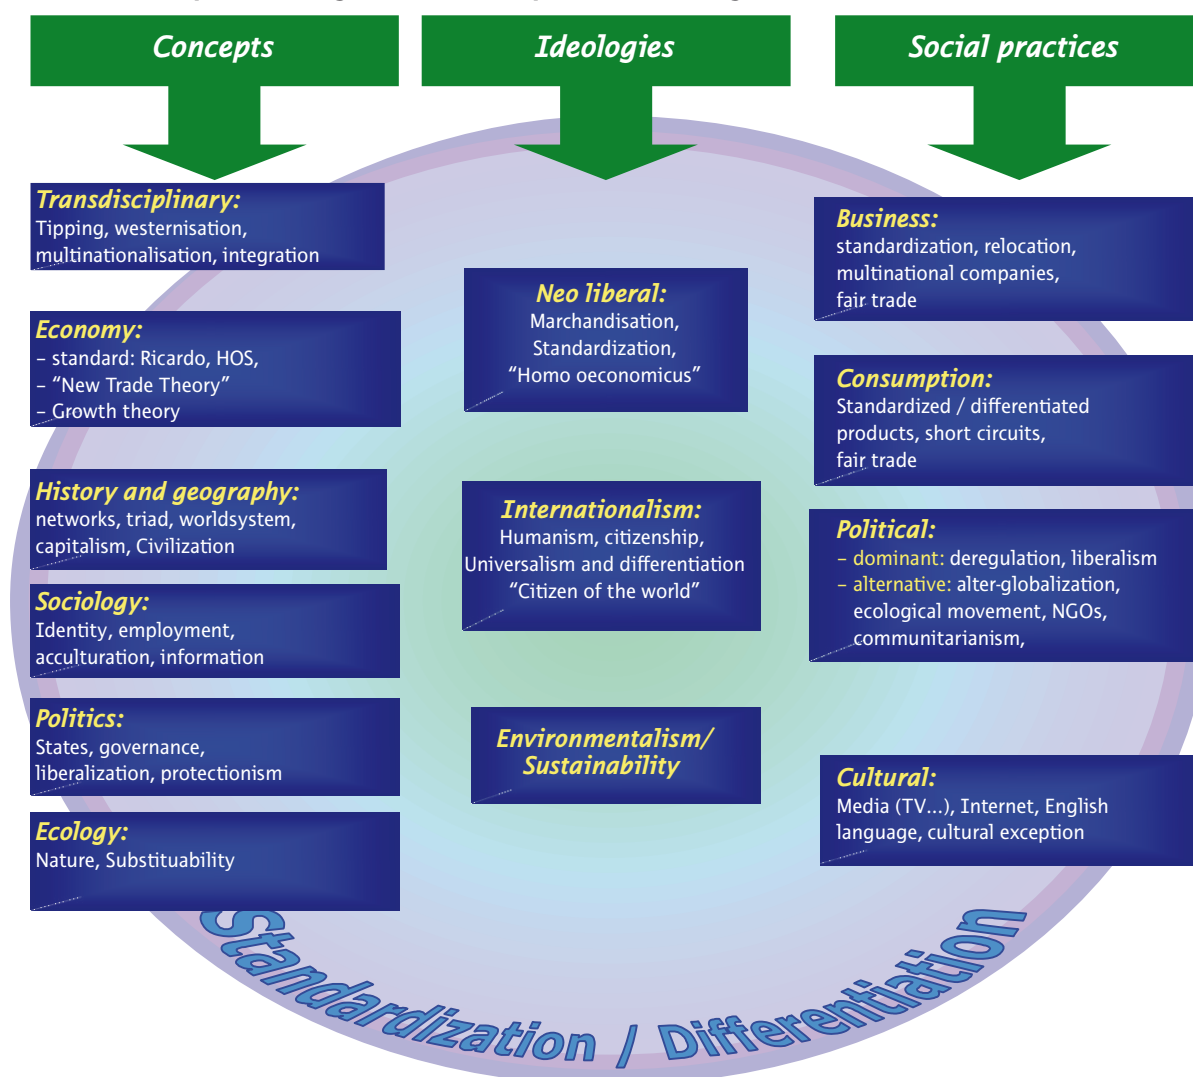 Concepts
Transdisciplinary:
Tipping, westernisation,
multinationalisation, integration
Economy:
– standard: Ricardo, HOS,
– “New Trade Theory”
– Growth theory
History and geography:
networks, triad, worldsystem,
capitalism, Civilization
Sociology:
Identity, employment,
acculturation, information
Politics:
States, governance,
liberalization, protectionism
Ecology:
Nature, Substituability
Ideologies
Neo liberal:
Marchandisation,
Standardization,
“Homo oeconomicus”
Internationalism:
Humanism, citizenship,
Universalism and differentiation
“Citizen of the world”
Environmentalism/
Sustainability
Social practices
Business:
standardization, relocation,
multinational companies,
fair trade
Consumption:
Standardized / differentiated
products, short circuits,
fair trade
Political:
– dominant: deregulation, liberalism
– alternative: alter-globalization,
ecological movement, NGOs,
communitarianism,
Cultural:
Media (TV...), Internet, English
language, cultural exception
Standardization / Differentiation